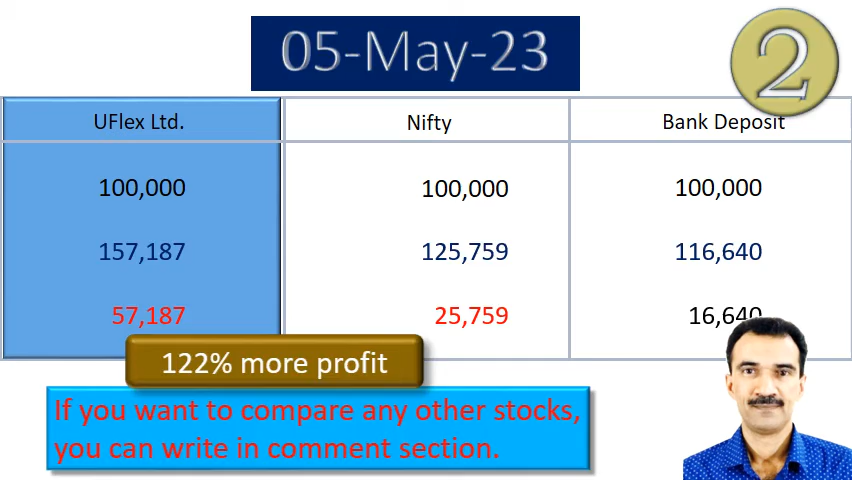 05-May-23
2
UFlex Ltd. Nifty Bank Deposit
100,000 100,000 100,000
157,187 125,759 116,640
57,187 25,759 16,640
122% more profit
If you want to compare any other stocks,
you can write in comment section.